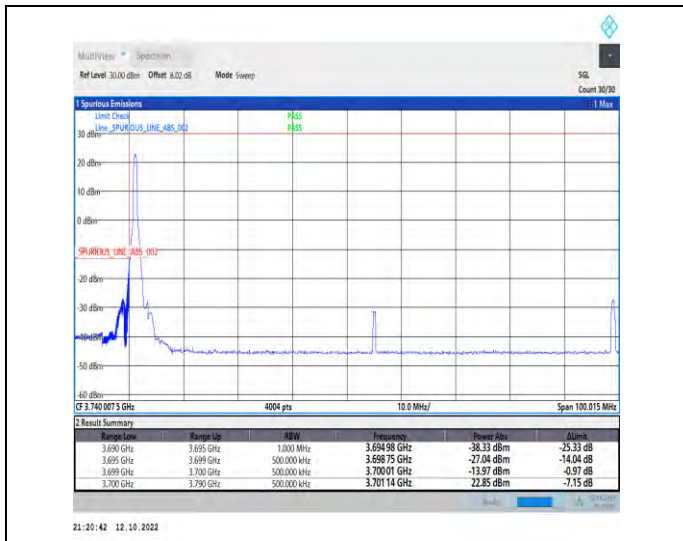 MultiView Spectrum
Ref Level 30.00 dBm Offset 8.02 dB Mode Sweep SGL
Count 30/30
1 Spurious Emissions 1 Max
Limit Check PASS
Line _SPURIOUS_LINE_ABS_002 PASS
30 dBm
20 dBm
10 dBm
0 dBm
_SPURIOUS_LINE_ABS_002
-20 dBm
-30 dBm
-40 dBm
-50 dBm
-60 dBm
CF 3.740 007 5 GHz 4004 pts 10.0 MHz/ Span 100.015 MHz
2 Result Summary
Range Low Range Up RBW Frequency Power Abs ΔLimit
3.690 GHz 3.695 GHz 1.000 MHz 3.694 98 GHz -38.33 dBm -25.33 dB
3.695 GHz 3.699 GHz 500.000 kHz 3.698 75 GHz -27.04 dBm -14.04 dB
3.699 GHz 3.700 GHz 500.000 kHz 3.700 01 GHz -13.97 dBm -0.97 dB
3.700 GHz 3.790 GHz 500.000 kHz 3.701 14 GHz 22.85 dBm -7.15 dB
21:20:42 12.10.2022